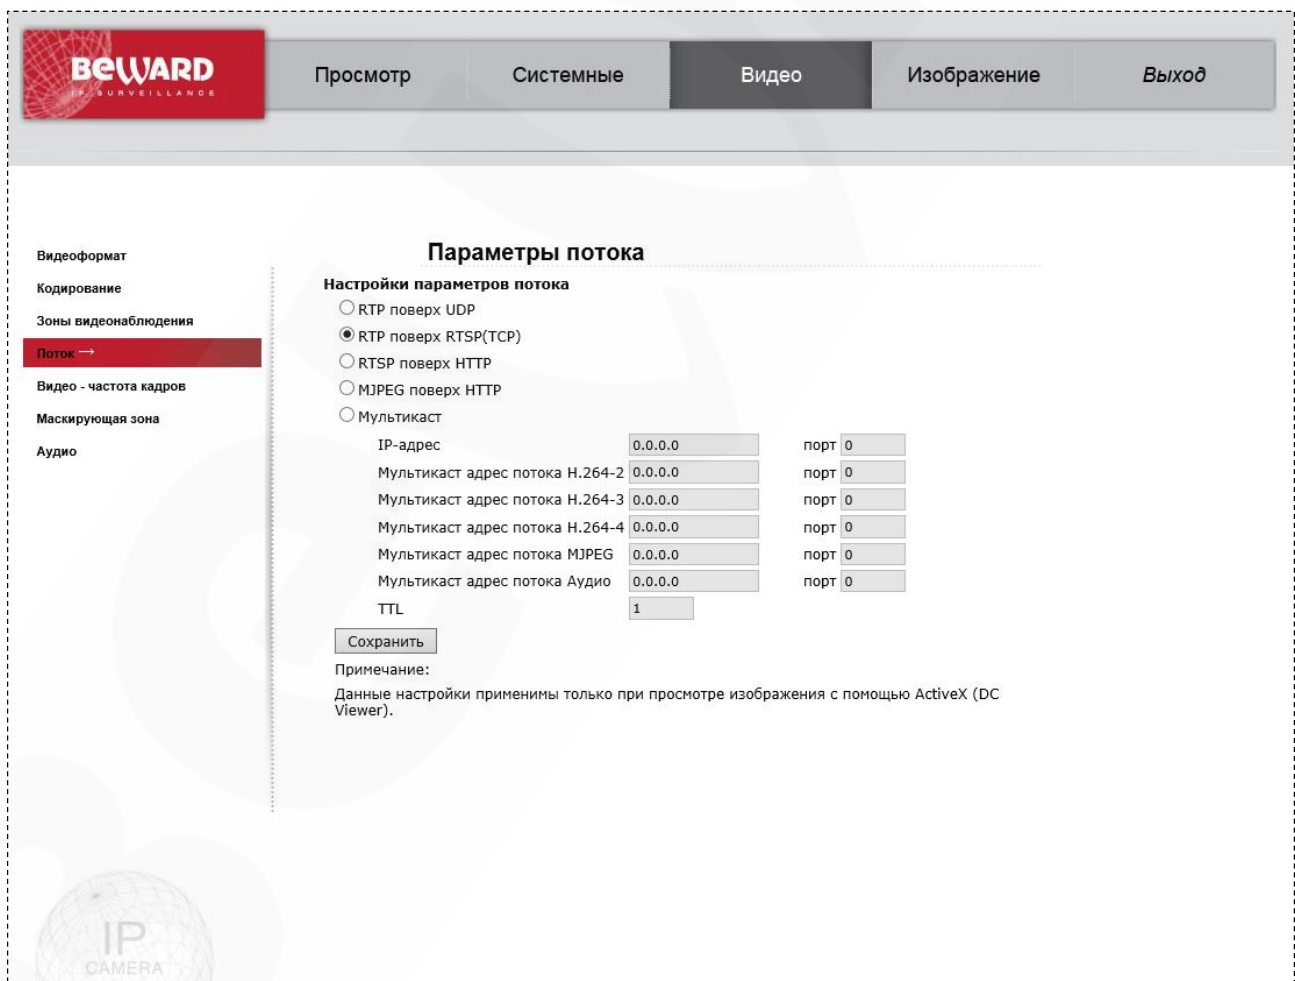 BEWARD
IP SURVEILLANCE
Просмотр Системные Видео Изображение Выход
Параметры потока
Видеоформат
Кодирование
Зоны видеонаблюдения
Поток →
Видео - частота кадров
Маскирующая зона
Аудио
Настройки параметров потока
RTP поверх UDP
RTP поверх RTSP(TCP)
RTSP поверх HTTP
MJPEG поверх HTTP
Мультикаст
IP-адрес 0.0.0.0 порт 0
Мультикаст адрес потока H.264-2 0.0.0.0 порт 0
Мультикаст адрес потока H.264-3 0.0.0.0 порт 0
Мультикаст адрес потока H.264-4 0.0.0.0 порт 0
Мультикаст адрес потока MJPEG 0.0.0.0 порт 0
Мультикаст адрес потока Аудио 0.0.0.0 порт 0
TTL 1
Сохранить
Примечание:
Данные настройки применимы только при просмотре изображения с помощью ActiveX (DC
Viewer).
IP
CAMERA